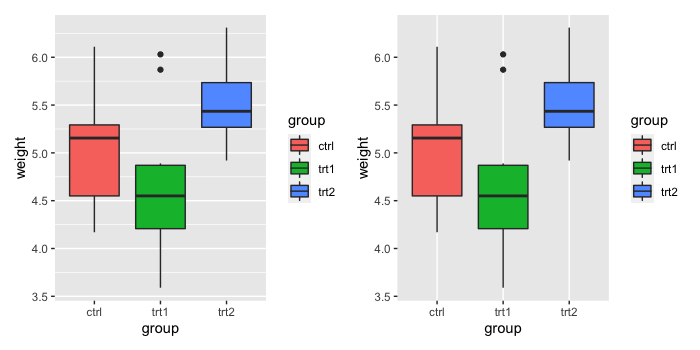 weight
6.0
5.5
5.0
4.5
4.0
3.5
ctrl trt1 trt2
group
group
ctrl
trt1
trt2
weight
6.0
5.5
5.0
4.5
4.0
3.5
ctrl trt1 trt2
group
group
ctrl
trt1
trt2